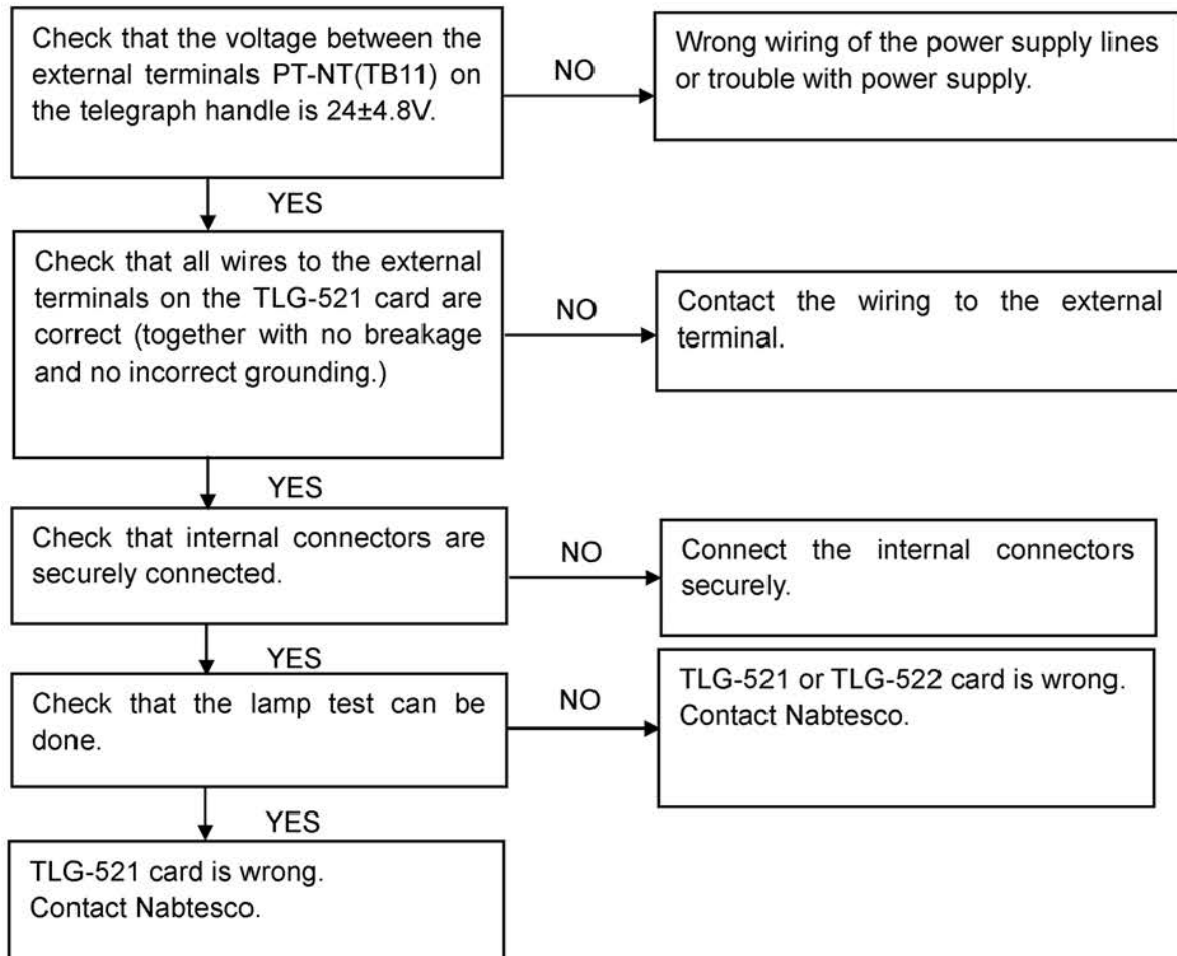 Check that the voltage between the
external terminals PT-NT(TB11) on
the telegraph handle is 24±4.8V.
NO
Wrong wiring of the power supply lines
or trouble with power supply.
YES
Check that all wires to the external
terminals on the TLG-521 card are
correct (together with no breakage
and no incorrect grounding.)
NO
Contact the wiring to the external
terminal.
YES
Check that internal connectors are
securely connected.
NO
Connect the internal connectors
securely.
YES
Check that the lamp test can be
done.
NO
TLG-521 or TLG-522 card is wrong.
Contact Nabtesco.
YES
TLG-521 card is wrong.
Contact Nabtesco.